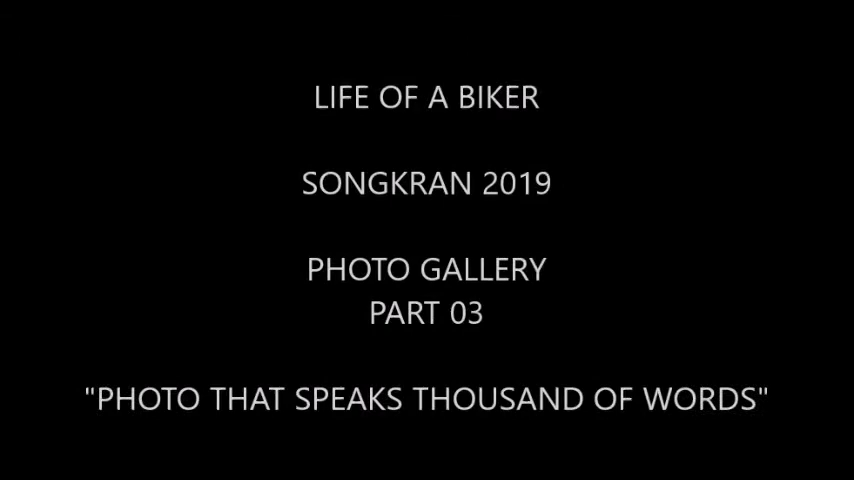 LIFE OF A BIKER
SONGKRAN 2019
PHOTO GALLERY
PART 03
"PHOTO THAT SPEAKS THOUSAND OF WORDS"